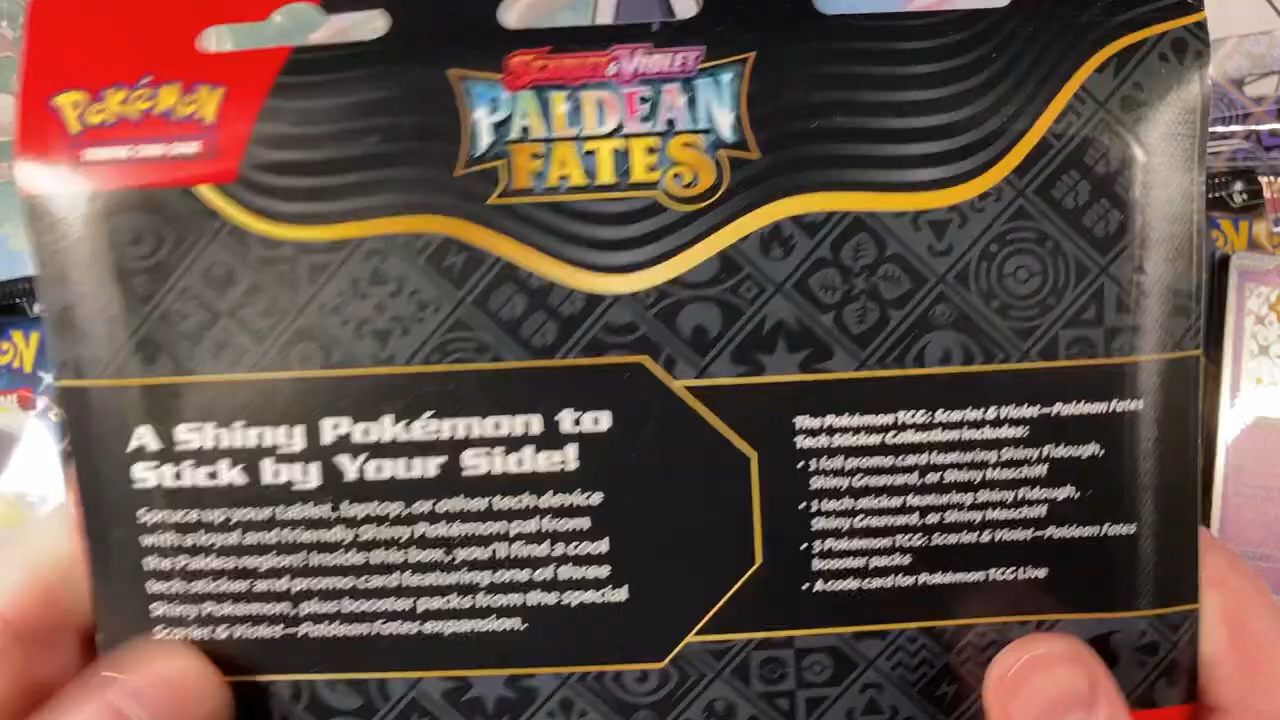 Pokémon
TRADING CARD GAME
Scarlet & Violet
PALDEAN
FATES
A Shiny Pokémon to
Stick by Your Side!
Spruce up your tablet, laptop, or other tech device
with a loyal and friendly Shiny Pokémon pal from
the Paldea region! Inside this box, you'll find a cool
tech sticker and promo card featuring one of three
Shiny Pokémon, plus booster packs from the special
Scarlet & Violet—Paldean Fates expansion.
The Pokémon TCG: Scarlet & Violet—Paldean Fates
Tech Sticker Collection includes:
• 1 foil promo card featuring Shiny Fidough,
Shiny Greavard, or Shiny Maschiff
• 1 tech sticker featuring Shiny Fidough,
Shiny Greavard, or Shiny Maschiff
• 3 Pokémon TCG: Scarlet & Violet—Paldean Fates
booster packs
• A code card for Pokémon TCG Live